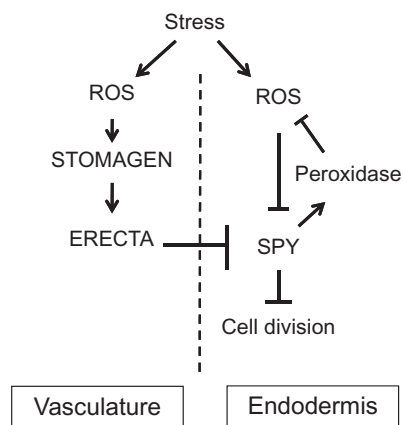 Stress
ROS
ROS
STOMAGEN
Peroxidase
ERECTA
SPY
Cell division
Vasculature
Endodermis